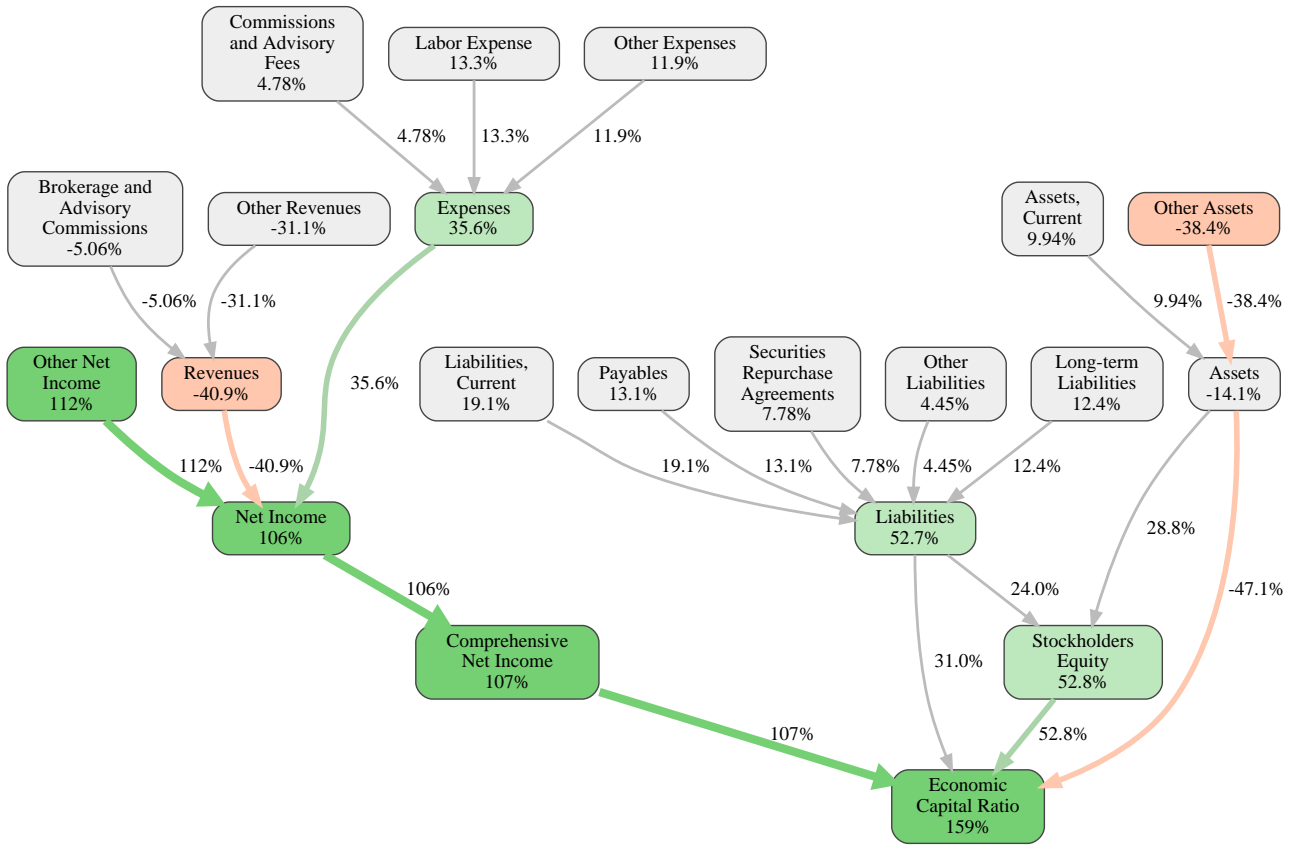 Commissions
and Advisory
Fees
4.78%
Labor Expense
13.3%
Other Expenses
11.9%
4.78%
13.3%
11.9%
Brokerage and
Advisory
Commissions
-5.06%
Other Revenues
-31.1%
Expenses
35.6%
Assets,
Current
9.94%
Other Assets
-38.4%
-5.06%
-31.1%
9.94%
-38.4%
Other Net
Income
112%
Revenues
-40.9%
35.6%
Liabilities,
Current
19.1%
Payables
13.1%
Securities
Repurchase
Agreements
7.78%
Other
Liabilities
4.45%
Long-term
Liabilities
12.4%
Assets
-14.1%
112%
-40.9%
19.1%
13.1%
7.78%
4.45%
12.4%
Net Income
106%
Liabilities
52.7%
28.8%
106%
24.0%
-47.1%
Comprehensive
Net Income
107%
31.0%
Stockholders
Equity
52.8%
107%
52.8%
Economic
Capital Ratio
159%